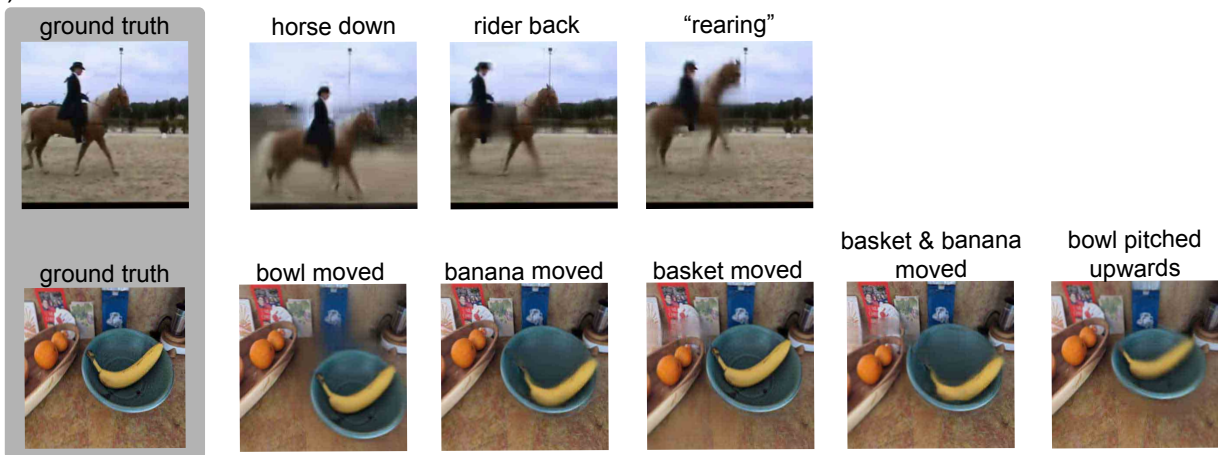 ground truth
horse down
rider back
“rearing”
ground truth
bowl moved
banana moved
basket moved
basket & banana
moved
bowl pitched
upwards